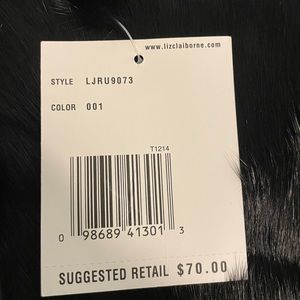 www.lizclaiborne.com
STYLE LJRU9073
COLOR 001
T1214
0 98689 41301 3
SUGGESTED RETAIL $70.00